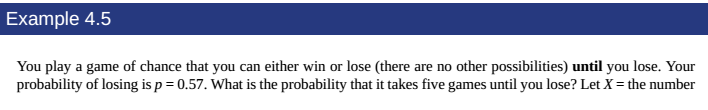 Example 4.5
You play a game of chance that you can either win or lose (there are no other possibilities) until you lose. Your
probability of losing is p = 0.57. What is the probability that it takes five games until you lose? Let X = the number